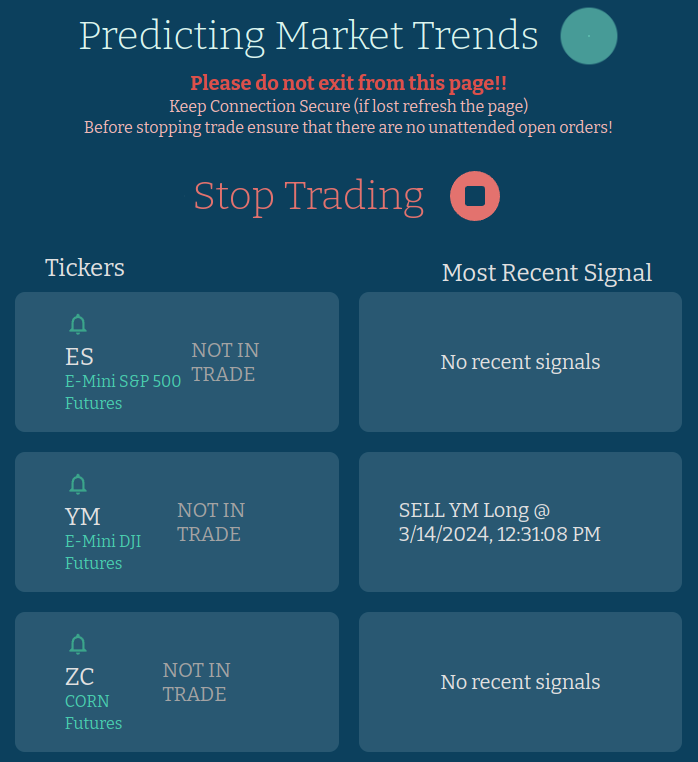 Predicting Market Trends
Please do not exit from this page!!
Keep Connection Secure (if lost refresh the page)
Before stopping trade ensure that there are no unattended open orders!
Stop Trading
Tickers
Most Recent Signal
ES
E-Mini S&P 500
Futures
NOT IN
TRADE
No recent signals
YM
E-Mini DJI
Futures
NOT IN
TRADE
SELL YM Long @
3/14/2024, 12:31:08 PM
ZC
CORN
Futures
NOT IN
TRADE
No recent signals